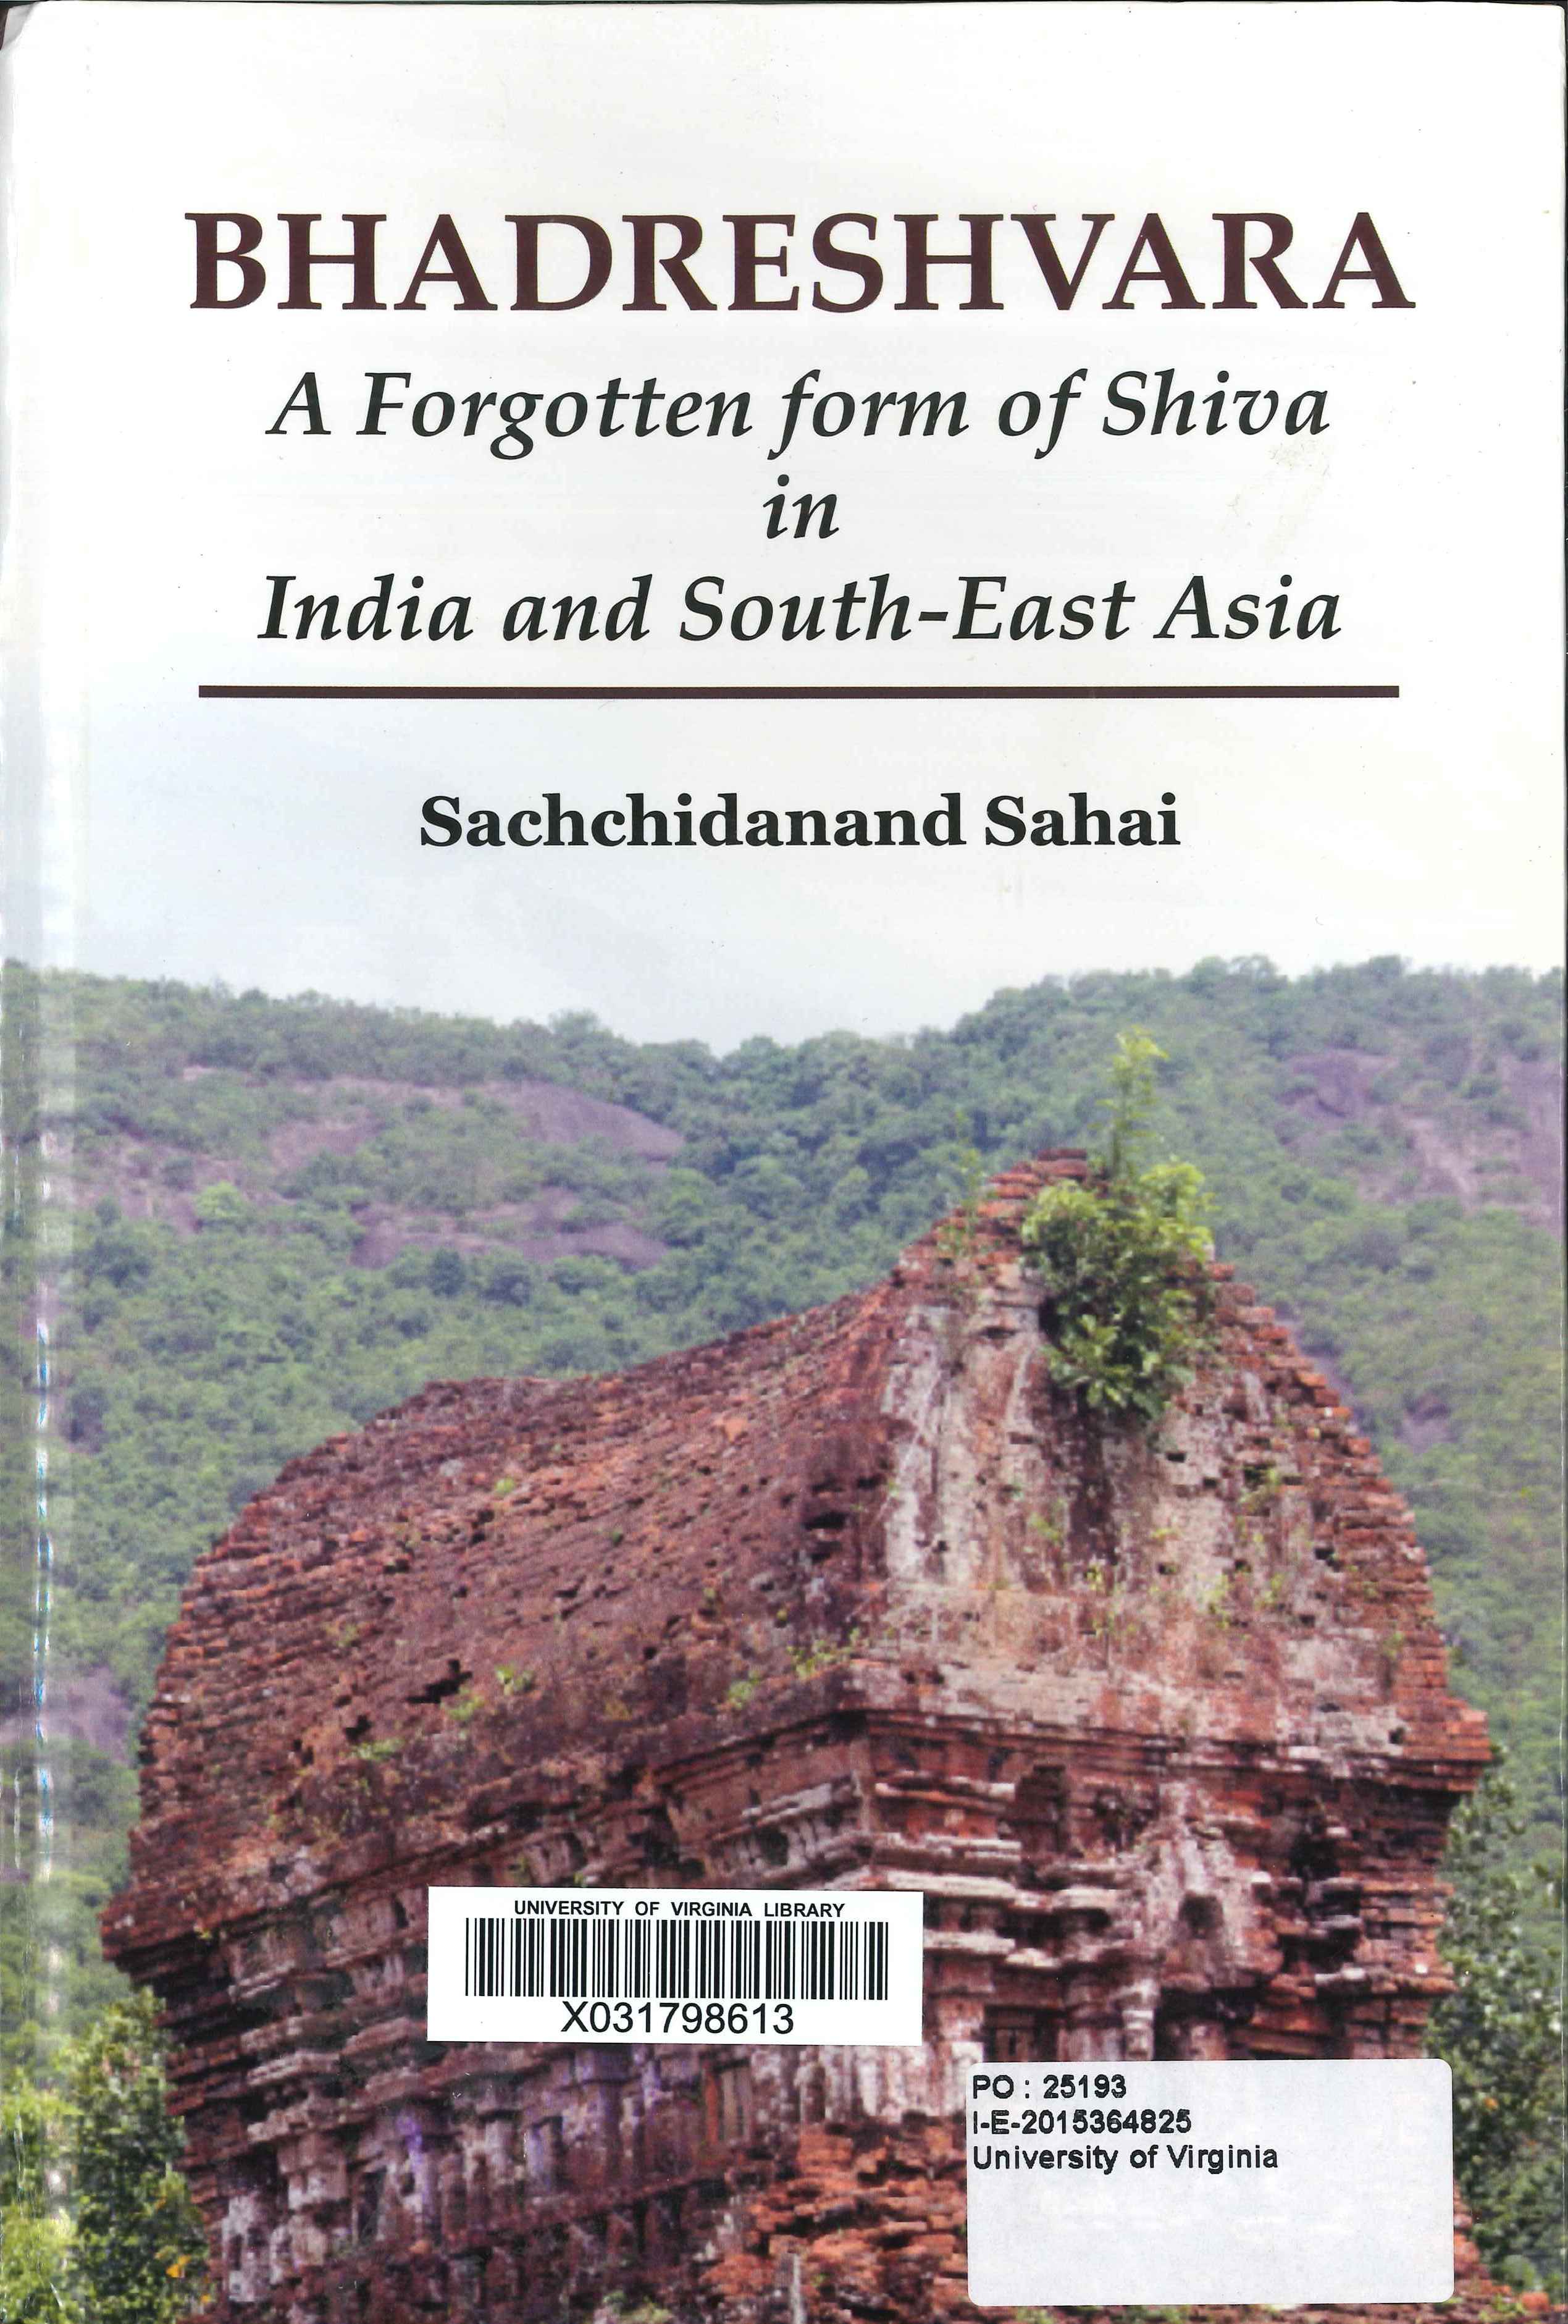 BHADRESHVARA
A Forgotten form of Shiva
in
India and South-East Asia
Sachchidanand Sahai
UNIVERSITY OF VIRGINIA LIBRARY
X031798613
PO : 25193
I-E-2015364825
University of Virginia